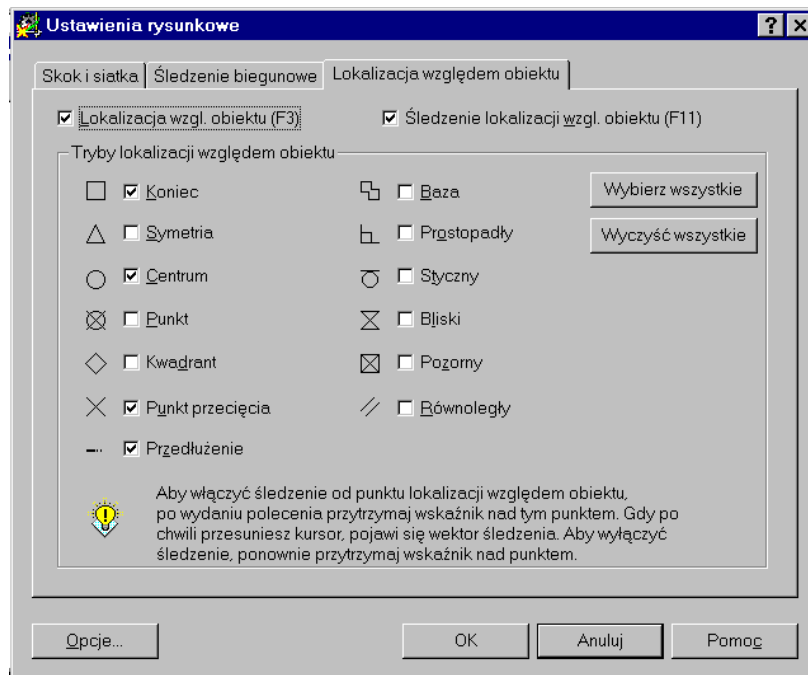 Ustawienia rysunkowe
Skok i siatka
Śledzenie biegunowe
Lokalizacja względem obiektu
Lokalizacja wzgl. obiektu (F3)
Śledzenie lokalizacji wzgl. obiektu (F11)
Tryby lokalizacji względem obiektu
Koniec
Baza
Wybierz wszystkie
Symetria
Prostopadły
Wyczyść wszystkie
Centrum
Styczny
Punkt
Bliski
Kwadrant
Pozorny
Punkt przecięcia
Równoległy
Przedłużenie
Aby włączyć śledzenie od punktu lokalizacji względem obiektu,
po wydaniu polecenia przytrzymaj wskaźnik nad tym punktem. Gdy po
chwili przesuniesz kursor, pojawi się wektor śledzenia. Aby wyłączyć
śledzenie, ponownie przytrzymaj wskaźnik nad punktem.
Opcje...
OK
Anuluj
Pomoc